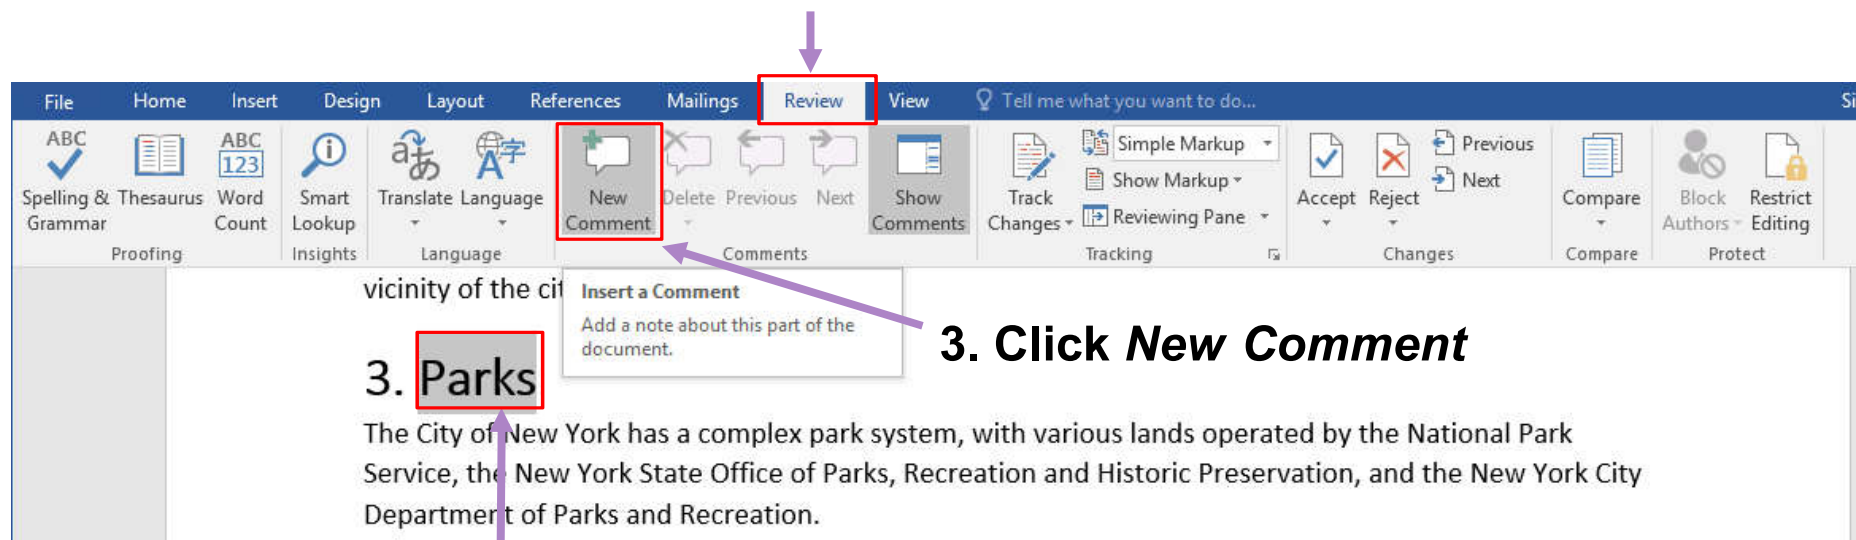 File Home Insert Design Layout References Mailings Review View Tell me what you want to do...
ABC
Spelling & Grammar
Thesaurus
ABC
123
Word Count
Proofing
Smart Lookup
Insights
Translate
Language
字
A
Language
New Comment
Delete
Previous
Next
Show Comments
Comments
Track Changes
Simple Markup
Show Markup
Reviewing Pane
Tracking
Accept
Reject
Previous
Next
Changes
Compare
Compare
Block Authors
Restrict Editing
Protect
vicinity of the
Insert a Comment
Add a note about this part of the
document.
3. Click New Comment
3. Parks
The City of New York has a complex park system, with various lands operated by the National Park
Service, the New York State Office of Parks, Recreation and Historic Preservation, and the New York City
Department of Parks and Recreation.